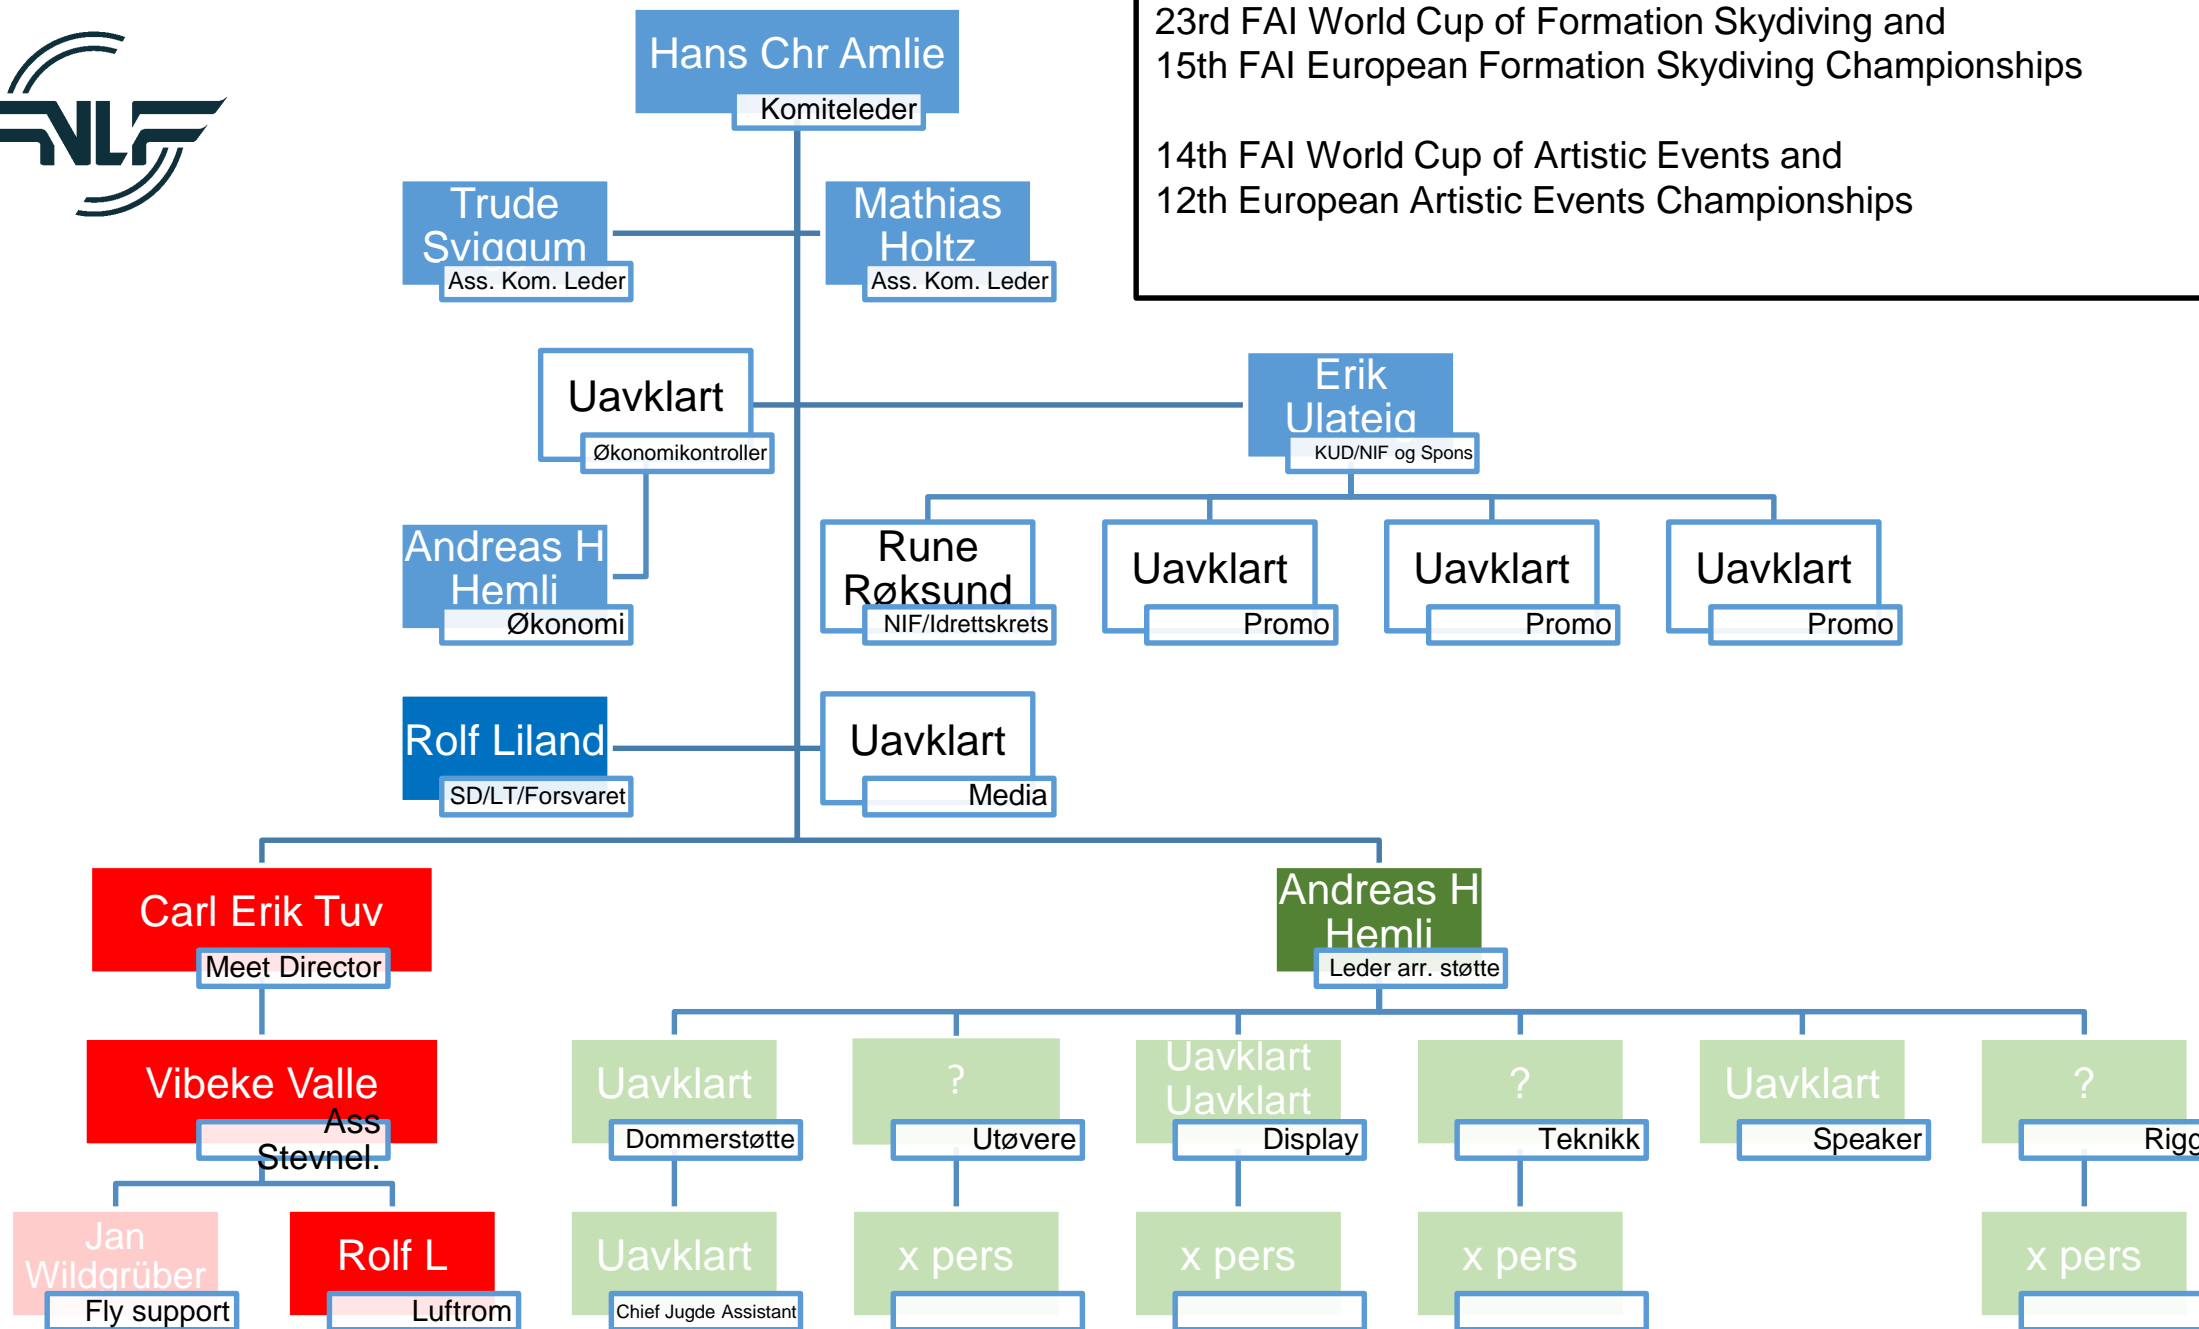 NLF
Hans Chr Amlie
Komiteleder
23rd FAI World Cup of Formation Skydiving and
15th FAI European Formation Skydiving Championships
14th FAI World Cup of Artistic Events and
12th European Artistic Events Championships
Trude
Sviggum
Ass. Kom. Leder
Mathias
Holtz
Ass. Kom. Leder
Uavklart
Økonomikontroller
Erik
Ulateig
KUD/NIF og Spons
Andreas H
Hemli
Økonomi
Rune
Røksund
NIF/Idrettskrets
Uavklart
Promo
Uavklart
Promo
Uavklart
Promo
Rolf Liland
SD/LT/Forsvaret
Uavklart
Media
Carl Erik Tuv
Meet Director
Andreas H
Hemli
Leder arr. støtte
Vibeke Valle
Ass
Stevnel.
Uavklart
Dommerstøtte
?
Utøvere
Uavklart
Uavklart
Display
?
Teknikk
Uavklart
Speaker
?
Rigg
Jan
Wildgrüber
Fly support
Rolf L
Luftrom
Uavklart
Chief Jugde Assistant
x pers
x pers
x pers
x pers